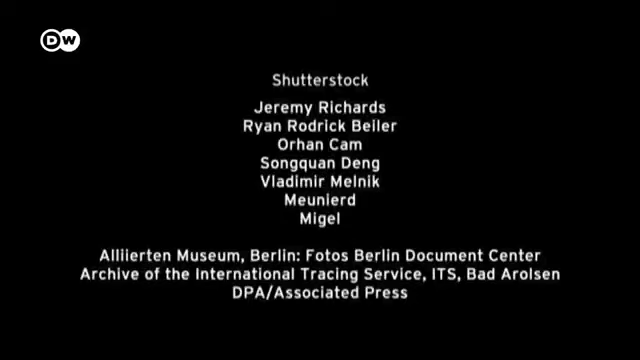 DW
Shutterstock
Jeremy Richards
Ryan Rodrick Beiler
Orhan Cam
Songquan Deng
Vladimir Melnik
Meunierd
Migel
Alliierten Museum, Berlin: Fotos Berlin Document Center
Archive of the International Tracing Service, ITS, Bad Arolsen
DPA/Associated Press